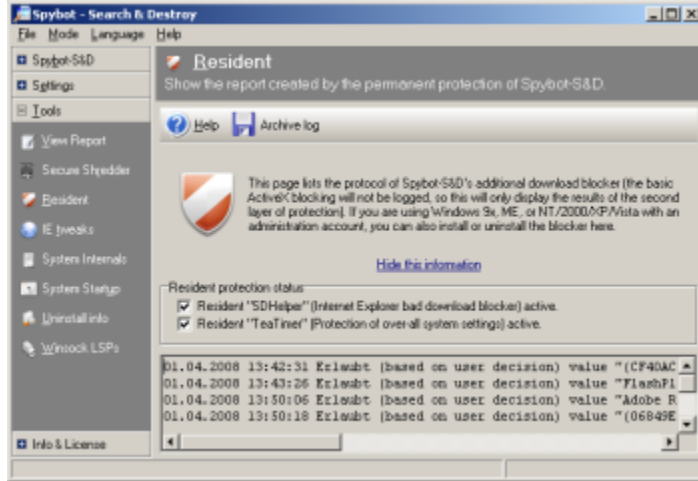 Spybot - Search & Destroy
File Mode Language Help
Spybot-S&D
Settings
Tools
View Report
Secure Shredder
Resident
IE tweaks
System Internals
System Startup
Uninstall info
Winsock LSPs
Info & License
Resident
Show the report created by the permanent protection of Spybot-S&D.
Help Archive log
This page lists the protocol of Spybot-S&D's additional download blocker (the basic
ActiveX blocking will not be logged, so this will only display the results of the second
layer of protection). If you are using Windows 9x, ME, or NT/2000/XP/Vista with an
administration account, you can also install or uninstall the blocker here.
Hide this information
Resident protection status
Resident "SDHelper" (Internet Explorer bad download blocker) active.
Resident "TeaTimer" (Protection of over-all system settings) active.
01.04.2008 13:42:31 Erlaubt (based on user decision) value "(CF40AC
01.04.2008 13:43:26 Erlaubt (based on user decision) value "FlashPl
01.04.2008 13:50:06 Erlaubt (based on user decision) value "Adobe R
01.04.2008 13:50:18 Erlaubt (based on user decision) value "(06849E